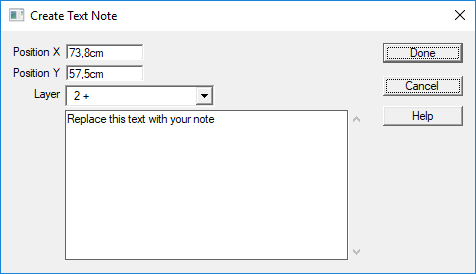 Create Text Note
Position X 73,8cm
Done
Position Y 57,5cm
Cancel
Layer 2 +
Help
Replace this text with your note